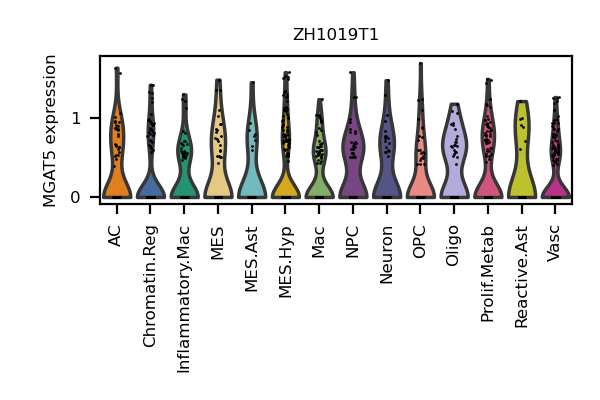 ZH1019T1
MGAT5 expression
1
0
AC
Chromatin.Reg
Inflammatory.Mac
MES
MES.Ast
MES.Hyp
Mac
NPC
Neuron
OPC
Oligo
Prolif.Metab
Reactive.Ast
Vasc